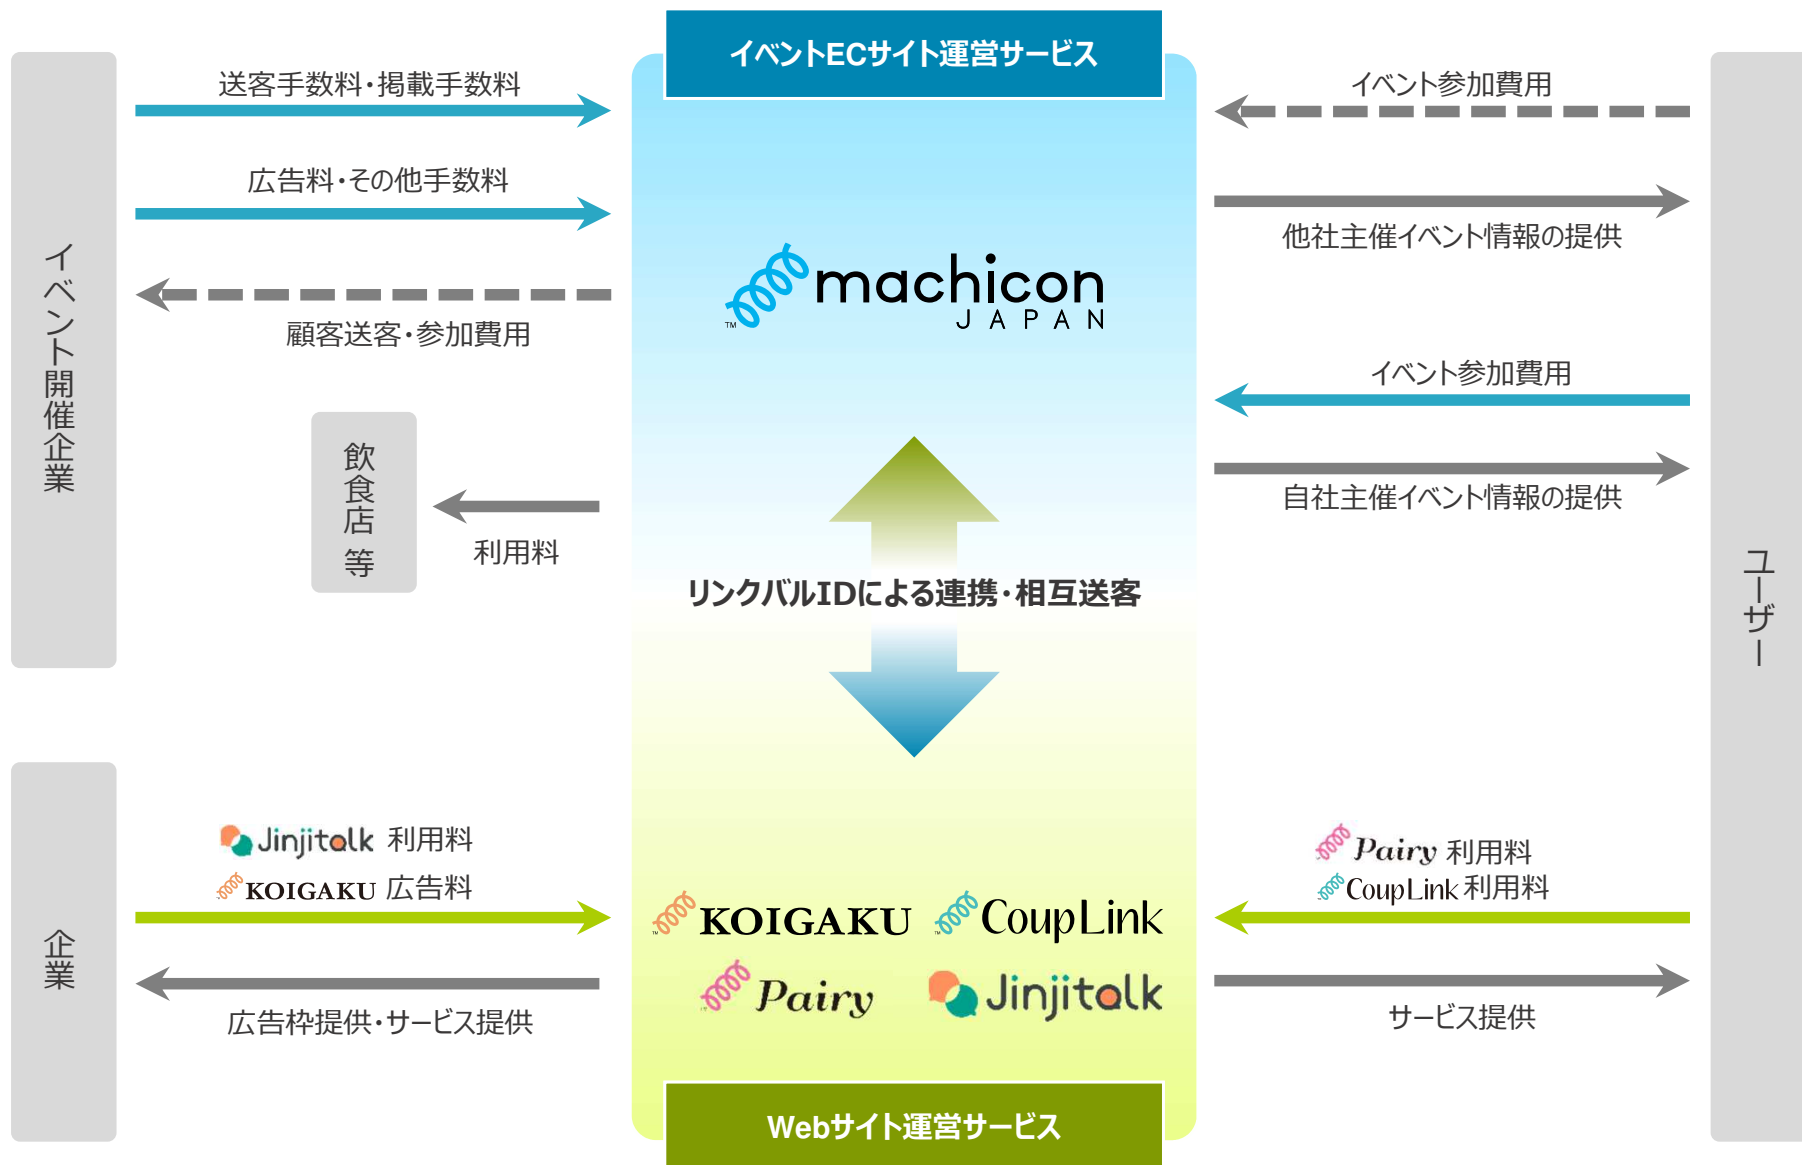 イベントECサイト運営サービス
送客手数料・掲載手数料
広告料・その他手数料
顧客送客・参加費用
イベント開催企業
飲食店 等
利用料
machicon
JAPAN
TM
イベント参加費用
他社主催イベント情報の提供
イベント参加費用
自社主催イベント情報の提供
ユーザー
リンクバルIDによる連携・相互送客
企業
Jinjitalk 利用料
KOIGAKU 広告料
広告枠提供・サービス提供
KOIGAKU
CoupLink
Pairy
Jinjitalk
Pairy 利用料
CoupLink 利用料
サービス提供
Webサイト運営サービス